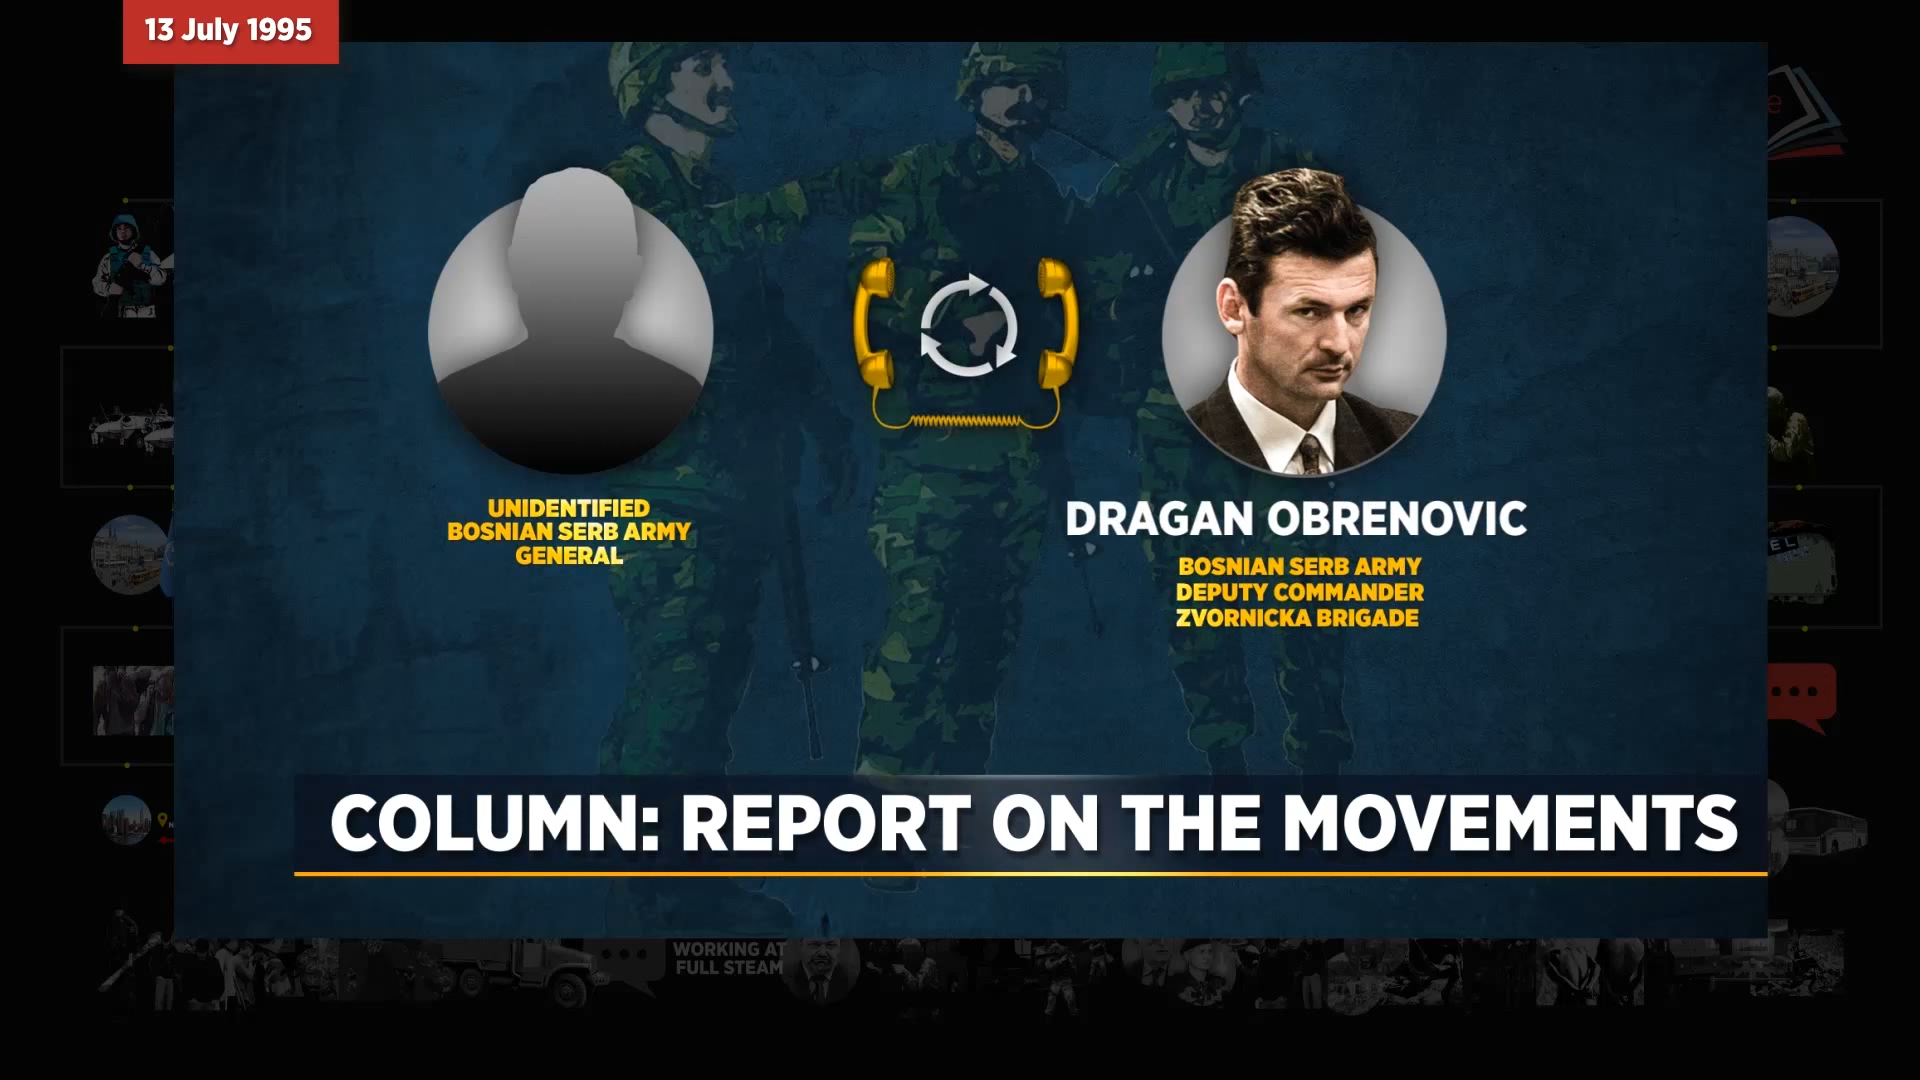 13 July 1995
UNIDENTIFIED
BOSNIAN SERB ARMY
GENERAL
DRAGAN OBRENOVIC
BOSNIAN SERB ARMY
DEPUTY COMMANDER
ZVORNICKA BRIGADE
COLUMN: REPORT ON THE MOVEMENTS
WORKING AT
FULL STEAM